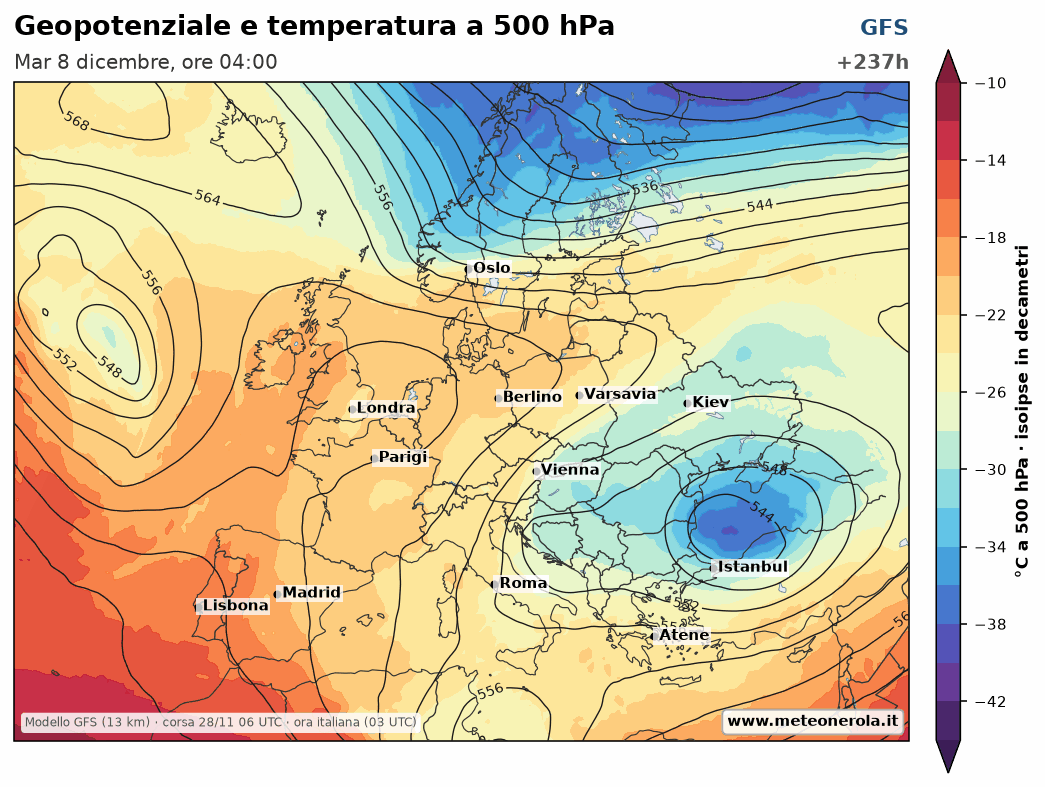 Geopotenziale e temperatura a 500 hPa
GFS
Mar 8 dicembre, ore 04:00
+237h
568
564
556
536
544
556
552
548
Oslo
Londra
Berlino
Varsavia
Kiev
Parigi
Vienna
548
544
Istanbul
Roma
Madrid
Lisbona
552
Atene
556
−10
−14
−18
−22
−26
−30
−34
−38
−42
°C a 500 hPa · isoipse in decametri
Modello GFS (13 km) · corsa 28/11 06 UTC · ora italiana (03 UTC)
www.meteonerola.it